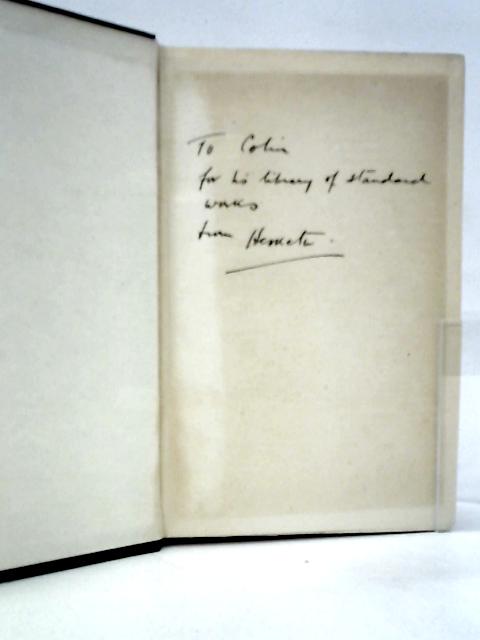 To Colin
for his library of standard
works
from Hesketh.